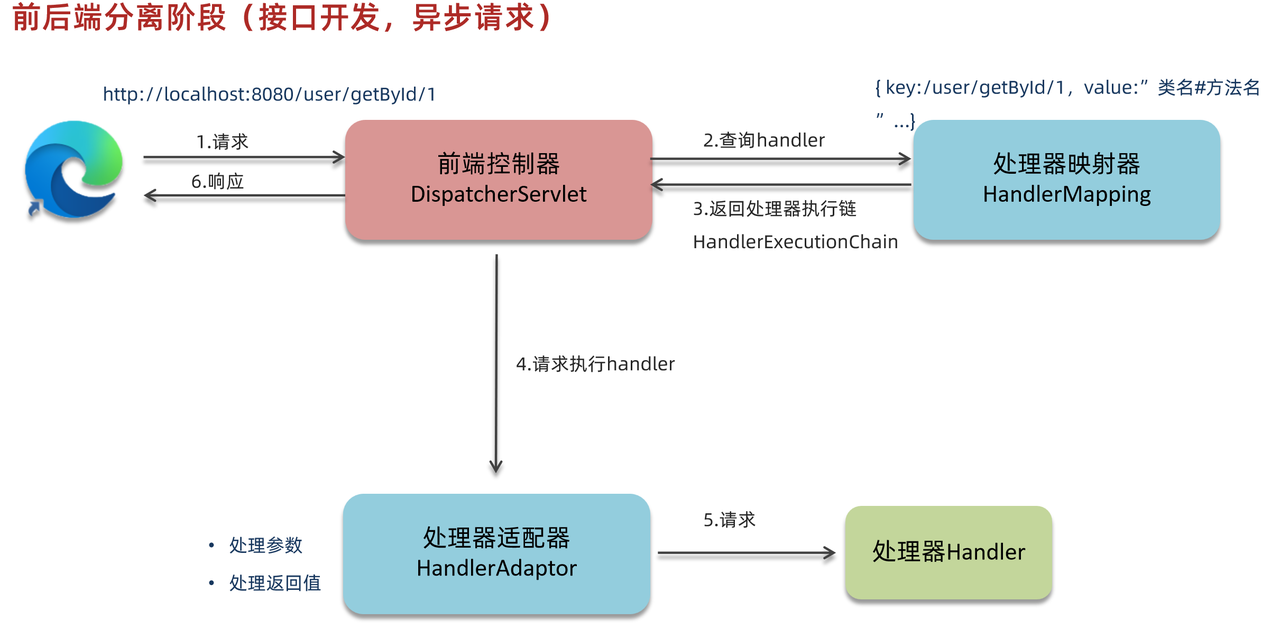 前后端分离阶段（接口开发，异步请求）
http://localhost:8080/user/getById/1
{ key:/user/getById/1，value:” 类名#方法名
” ...}
1.请求
6.响应
前端控制器
DispatcherServlet
2.查询handler
3.返回处理器执行链
HandlerExecutionChain
处理器映射器
HandlerMapping
4.请求执行handler
• 处理参数
• 处理返回值
处理器适配器
HandlerAdaptor
5.请求
处理器Handler